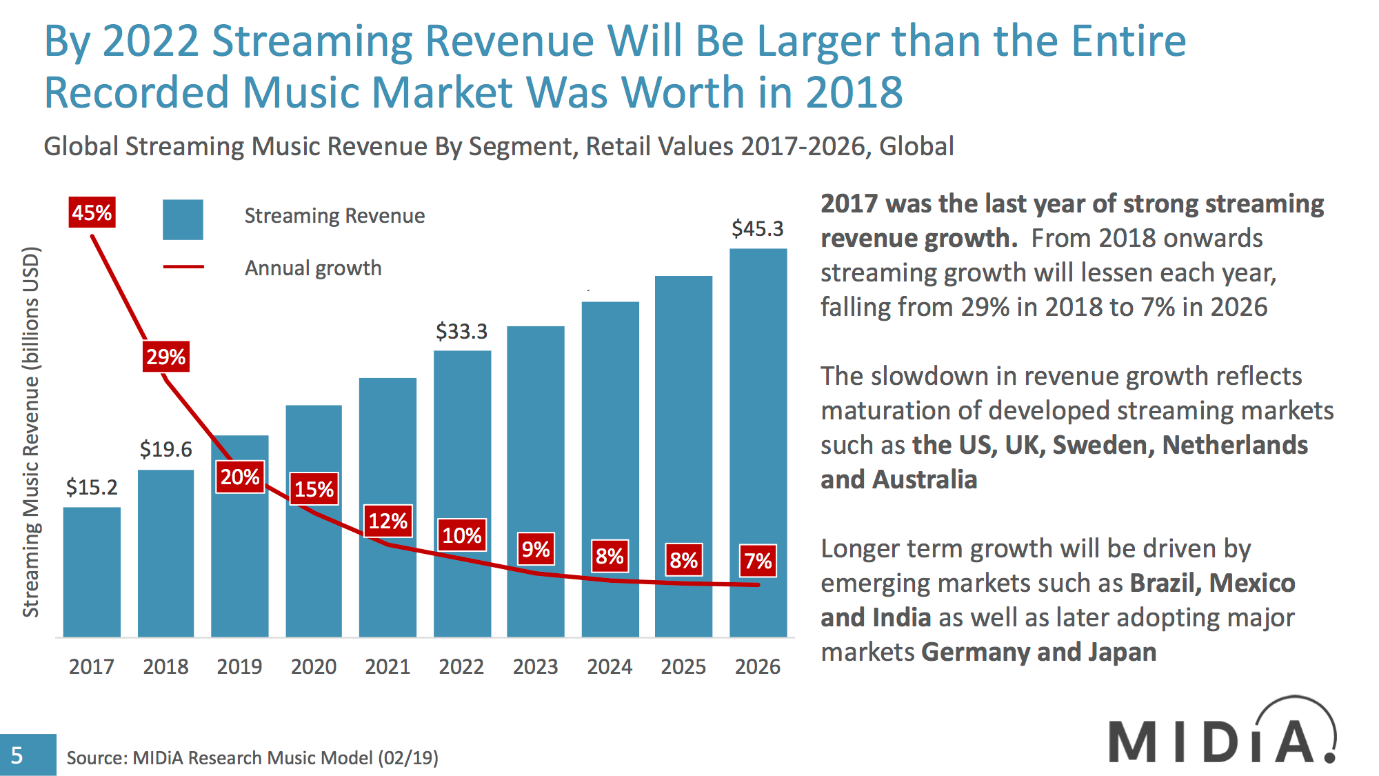 By 2022 Streaming Revenue Will Be Larger than the Entire
Recorded Music Market Was Worth in 2018
Global Streaming Music Revenue By Segment, Retail Values 2017-2026, Global
Streaming Music Revenue (billions USD)
Streaming Revenue
Annual growth
45%
29%
20%
15%
12%
10%
9%
8%
8%
7%
$15.2
$19.6
$33.3
$45.3
2017 2018 2019 2020 2021 2022 2023 2024 2025 2026
2017 was the last year of strong streaming
revenue growth. From 2018 onwards
streaming growth will lessen each year,
falling from 29% in 2018 to 7% in 2026
The slowdown in revenue growth reflects
maturation of developed streaming markets
such as the US, UK, Sweden, Netherlands
and Australia
Longer term growth will be driven by
emerging markets such as Brazil, Mexico
and India as well as later adopting major
markets Germany and Japan
5
Source: MIDiA Research Music Model (02/19)
MIDiA.